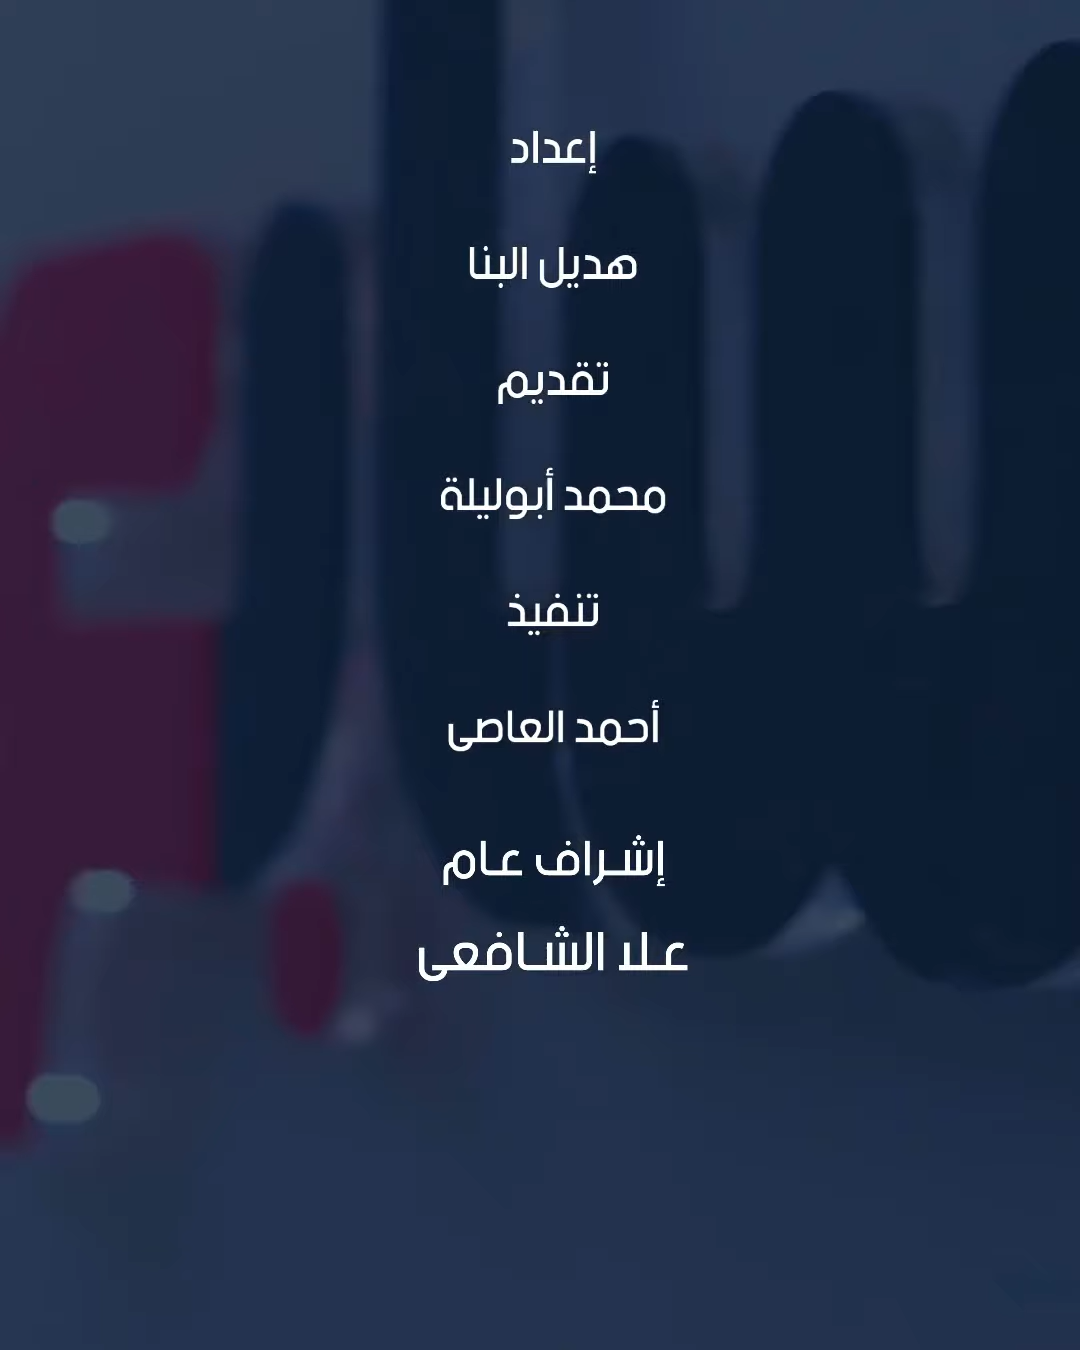 إعداد
هديل البنا
تقديم
محمد أبوليلة
تنفيذ
أحمد العاصى
إشراف عام
علا الشافعى